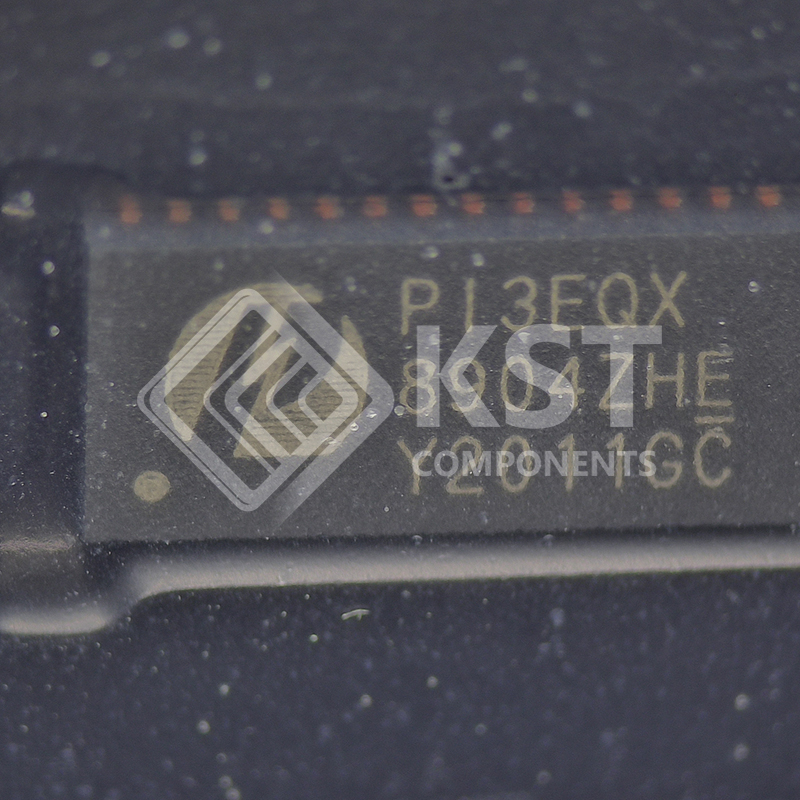 PI3EQX
8904ZHE
Y2011GC
KST
COMPONENTS